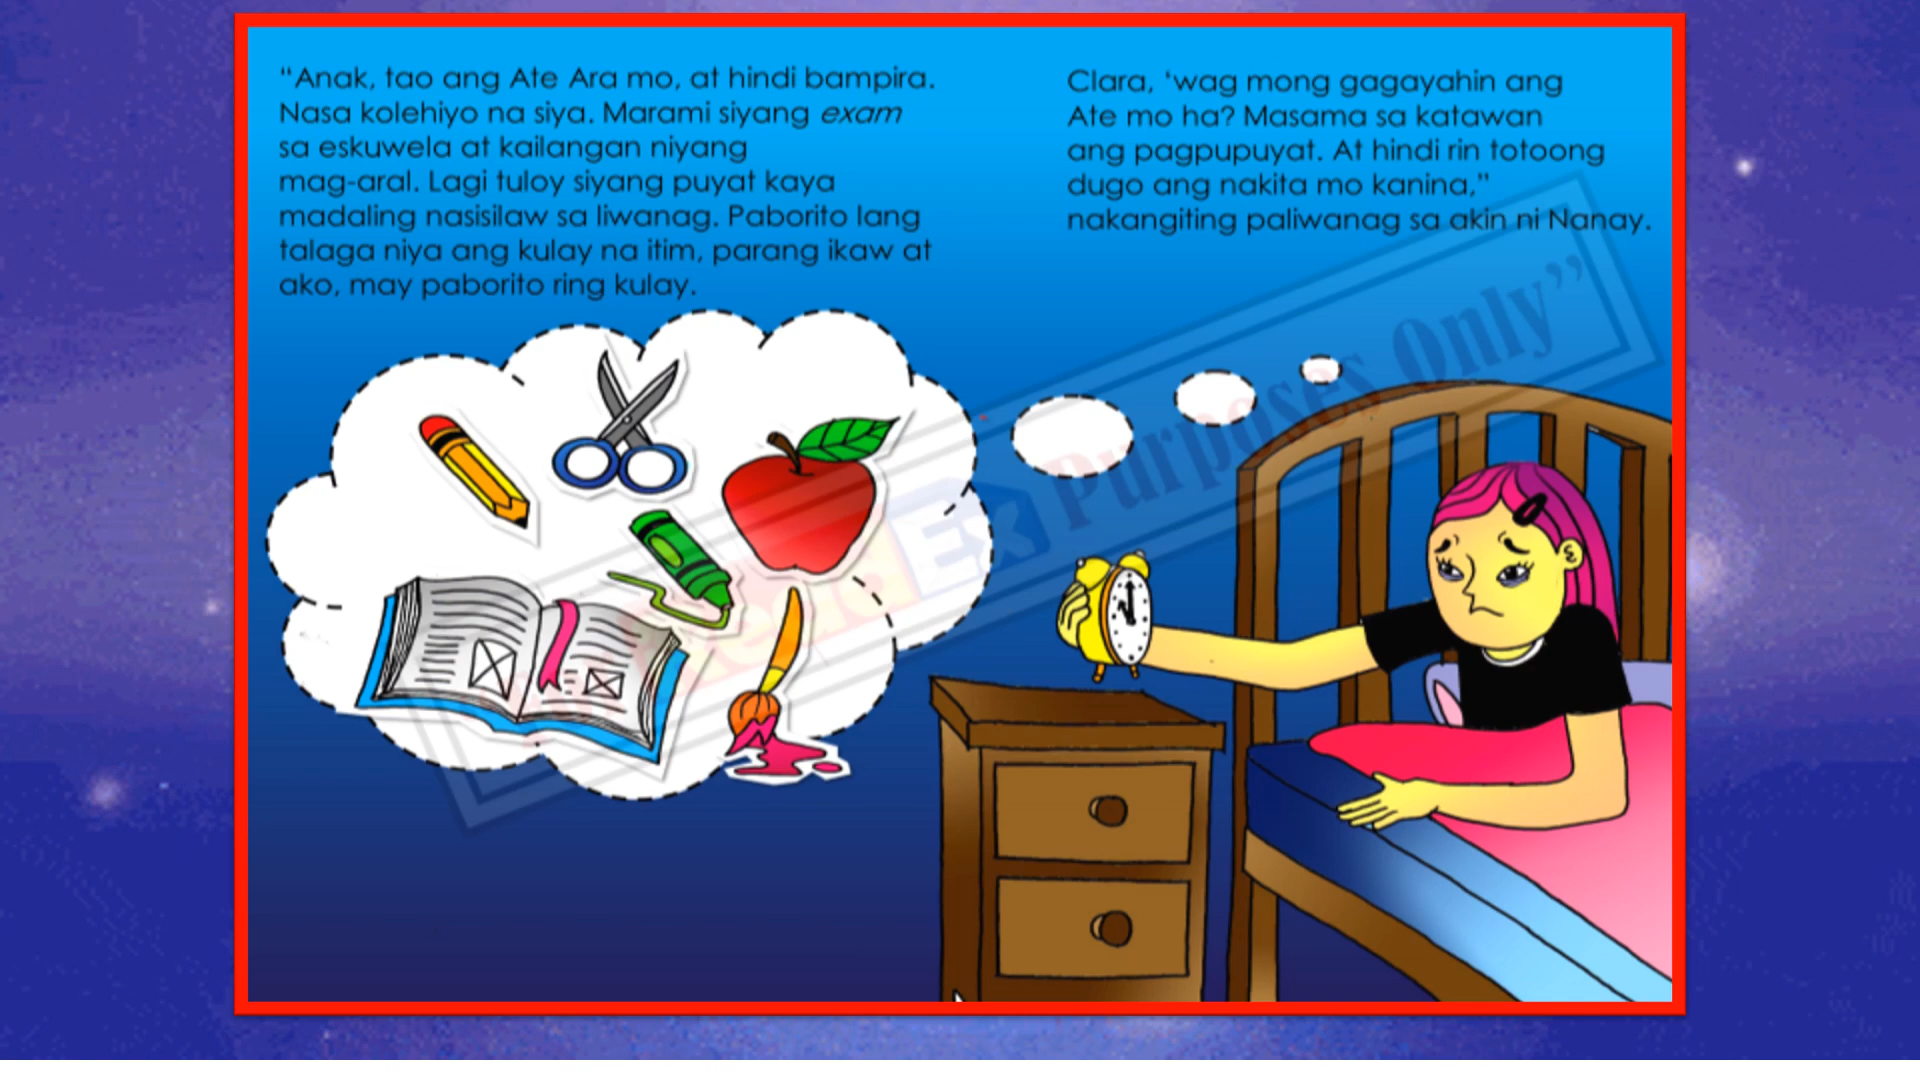 “Anak, tao ang Ate Ara mo, at hindi bampira.
Nasa kolehiyo na siya. Marami siyang exam
sa eskuwela at kailangan niyang
mag-aral. Lagi tuloy siyang puyat kaya
madaling nasisilaw sa liwanag. Paborito lang
talaga niya ang kulay na itim, parang ikaw at
ako, may paborito ring kulay.
Clara, ‘wag mong gagayahin ang
Ate mo ha? Masama sa katawan
ang pagpupuyat. At hindi rin totoong
dugo ang nakita mo kanina,”
nakangiting paliwanag sa akin ni Nanay.
Purposes Only”